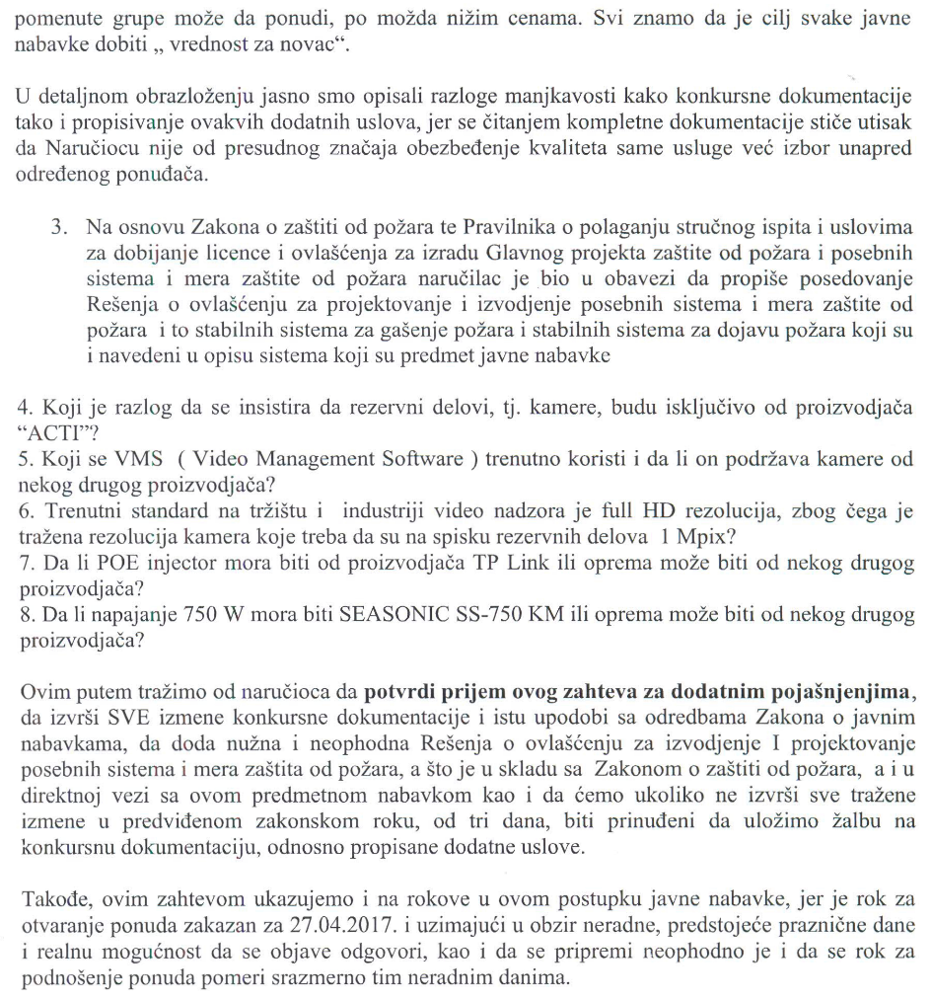 pomenute grupe može da ponudi, po možda nižim cenama. Svi znamo da je cilj svake javne
nabavke dobiti „ vrednost za novac“.
U detaljnom obrazloženju jasno smo opisali razloge manjkavosti kako konkursne dokumentacije
tako i propisivanje ovakvih dodatnih uslova, jer se čitanjem kompletne dokumentacije stiče utisak
da Naručiocu nije od presudnog značaja obezbeđenje kvaliteta same usluge već izbor unapred
određenog ponuđača.
3. Na osnovu Zakona o zaštiti od požara te Pravilnika o polaganju stručnog ispita i uslovima
za dobijanje licence i ovlašćenja za izradu Glavnog projekta zaštite od požara i posebnih
sistema i mera zaštite od požara naručilac je bio u obavezi da propiše posedovanje
Rešenja o ovlašćenju za projektovanje i izvodjenje posebnih sistema i mera zaštite od
požara i to stabilnih sistema za gašenje požara i stabilnih sistema za dojavu požara koji su
i navedeni u opisu sistema koji su predmet javne nabavke
4. Koji je razlog da se insistira da rezervni delovi, tj. kamere, budu isključivo od proizvodjača
“ACTI”?
5. Koji se VMS ( Video Management Software ) trenutno koristi i da li on podržava kamere od
nekog drugog proizvodjača?
6. Trenutni standard na tržištu i industriji video nadzora je full HD rezolucija, zbog čega je
tražena rezolucija kamera koje treba da su na spisku rezervnih delova 1 Mpix?
7. Da li POE injector mora biti od proizvodjača TP Link ili oprema može biti od nekog drugog
proizvodjača?
8. Da li napajanje 750 W mora biti SEASONIC SS-750 KM ili oprema može biti od nekog drugog
proizvodjača?
Ovim putem tražimo od naručioca da potvrdi prijem ovog zahteva za dodatnim pojašnjenjima,
da izvrši SVE izmene konkursne dokumentacije i istu upodobi sa odredbama Zakona o javnim
nabavkama, da doda nužna i neophodna Rešenja o ovlašćenju za izvodjenje I projektovanje
posebnih sistema i mera zaštita od požara, a što je u skladu sa Zakonom o zaštiti od požara, a i u
direktnoj vezi sa ovom predmetnom nabavkom kao i da ćemo ukoliko ne izvrši sve tražene
izmene u predviđenom zakonskom roku, od tri dana, biti prinuđeni da uložimo žalbu na
konkursnu dokumentaciju, odnosno propisane dodatne uslove.
Takođe, ovim zahtevom ukazujemo i na rokove u ovom postupku javne nabavke, jer je rok za
otvaranje ponuda zakazan za 27.04.2017. i uzimajući u obzir neradne, predstojeće praznične dane
i realnu mogućnost da se objave odgovori, kao i da se pripremi neophodno je i da se rok za
podnošenje ponuda pomeri srazmerno tim neradnim danima.